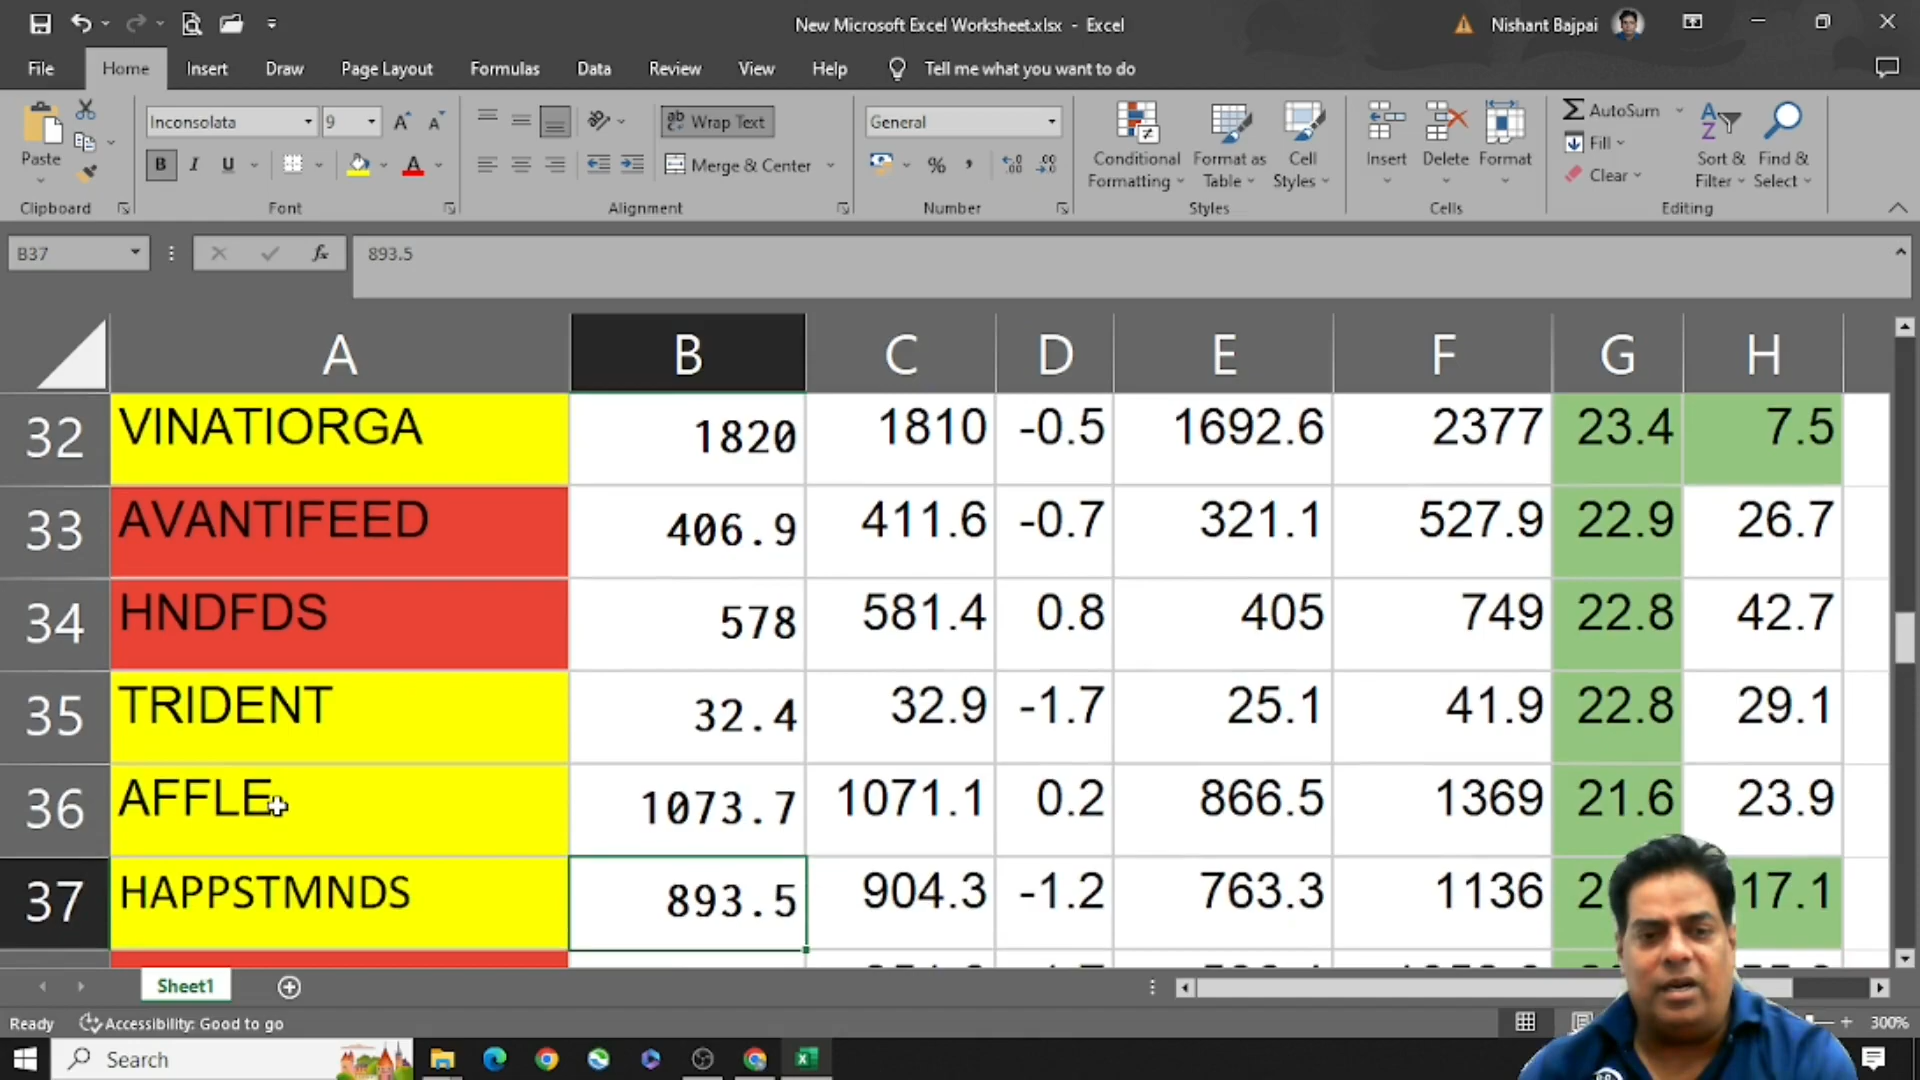 New Microsoft Excel Worksheet.xlsx - Excel
Nishant Bajpai
File Home Insert Draw Page Layout Formulas Data Review View Help Tell me what you want to do
Paste
Clipboard
Inconsolata 9
B I U
Font
Wrap Text
Merge & Center
Alignment
General
% ,
Number
Conditional Formatting
Format as Table
Cell Styles
Styles
Insert Delete Format
Cells
AutoSum
Fill
Clear
Sort & Filter
Find & Select
Editing
B37 fx 893.5
A B C D E F G H
32 VINATIORGA 1820 1810 -0.5 1692.6 2377 23.4 7.5
33 AVANTIFEED 406.9 411.6 -0.7 321.1 527.9 22.9 26.7
34 HNDFDS 578 581.4 0.8 405 749 22.8 42.7
35 TRIDENT 32.4 32.9 -1.7 25.1 41.9 22.8 29.1
36 AFFLE 1073.7 1071.1 0.2 866.5 1369 21.6 23.9
37 HAPPSTMNDS 893.5 904.3 -1.2 763.3 1136 17.1
Sheet1
Ready Accessibility: Good to go 300%
Search